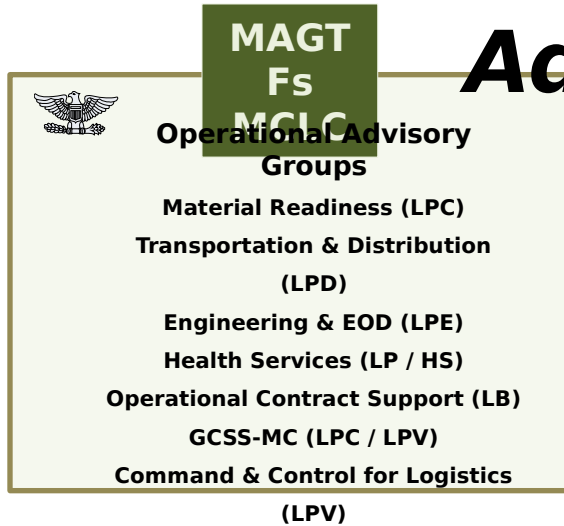 MAGT
Fs
MCLC
Operational Advisory
Groups
Material Readiness (LPC)
Transportation & Distribution
(LPD)
Engineering & EOD (LPE)
Health Services (LP / HS)
Operational Contract Support (LB)
GCSS-MC (LPC / LPV)
Command & Control for Logistics
(LPV)